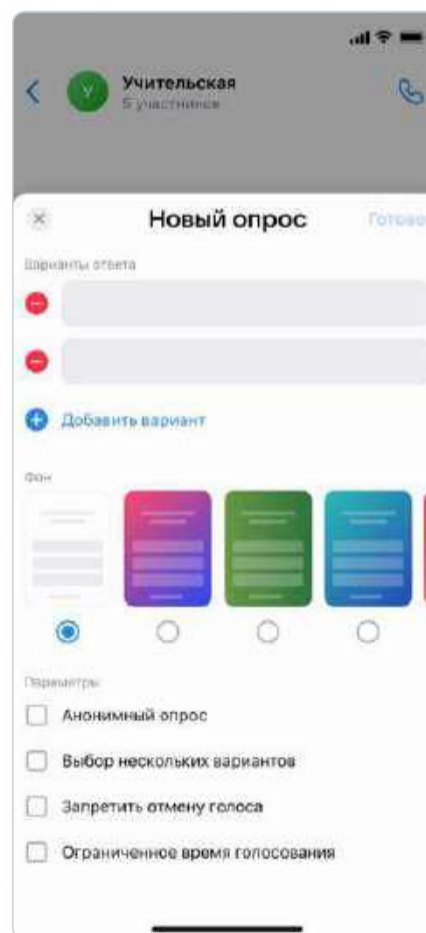 Учительская
5 участников
У
Новый опрос
Готово
Варианты ответа
Добавить вариант
Фон
Параметры
Анонимный опрос
Выбор нескольких вариантов
Запретить отмену голоса
Ограниченное время голосования